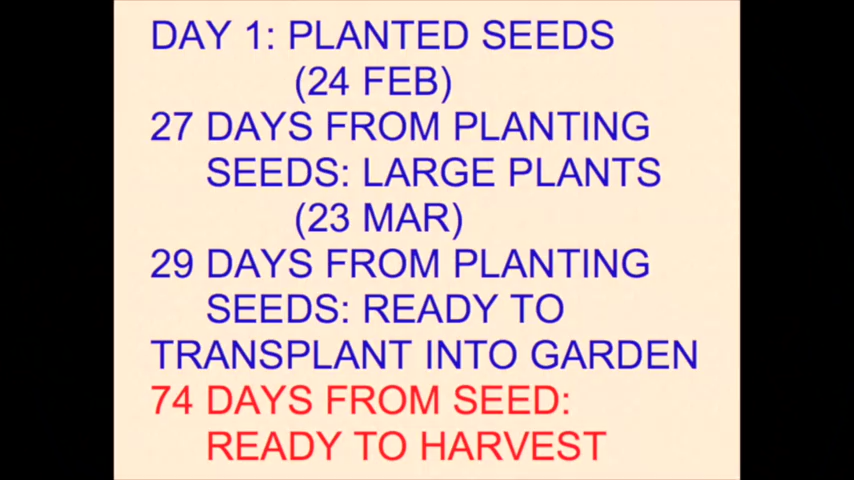 DAY 1: PLANTED SEEDS
(24 FEB)
27 DAYS FROM PLANTING
SEEDS: LARGE PLANTS
(23 MAR)
29 DAYS FROM PLANTING
SEEDS: READY TO
TRANSPLANT INTO GARDEN
74 DAYS FROM SEED:
READY TO HARVEST